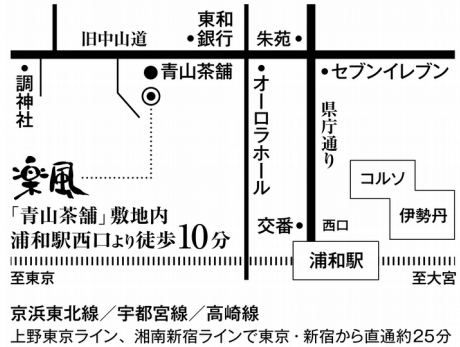 東和
銀行
旧中山道
朱苑
青山茶舗
セブンイレブン
調神社
オーロラホール
県庁通り
楽風
コルソ
伊勢丹
「青山茶舗」敷地内
浦和駅西口より徒歩10分
交番
西口
浦和駅
至東京
至大宮
京浜東北線／宇都宮線／高崎線
上野東京ライン、湘南新宿ラインで東京・新宿から直通約25分